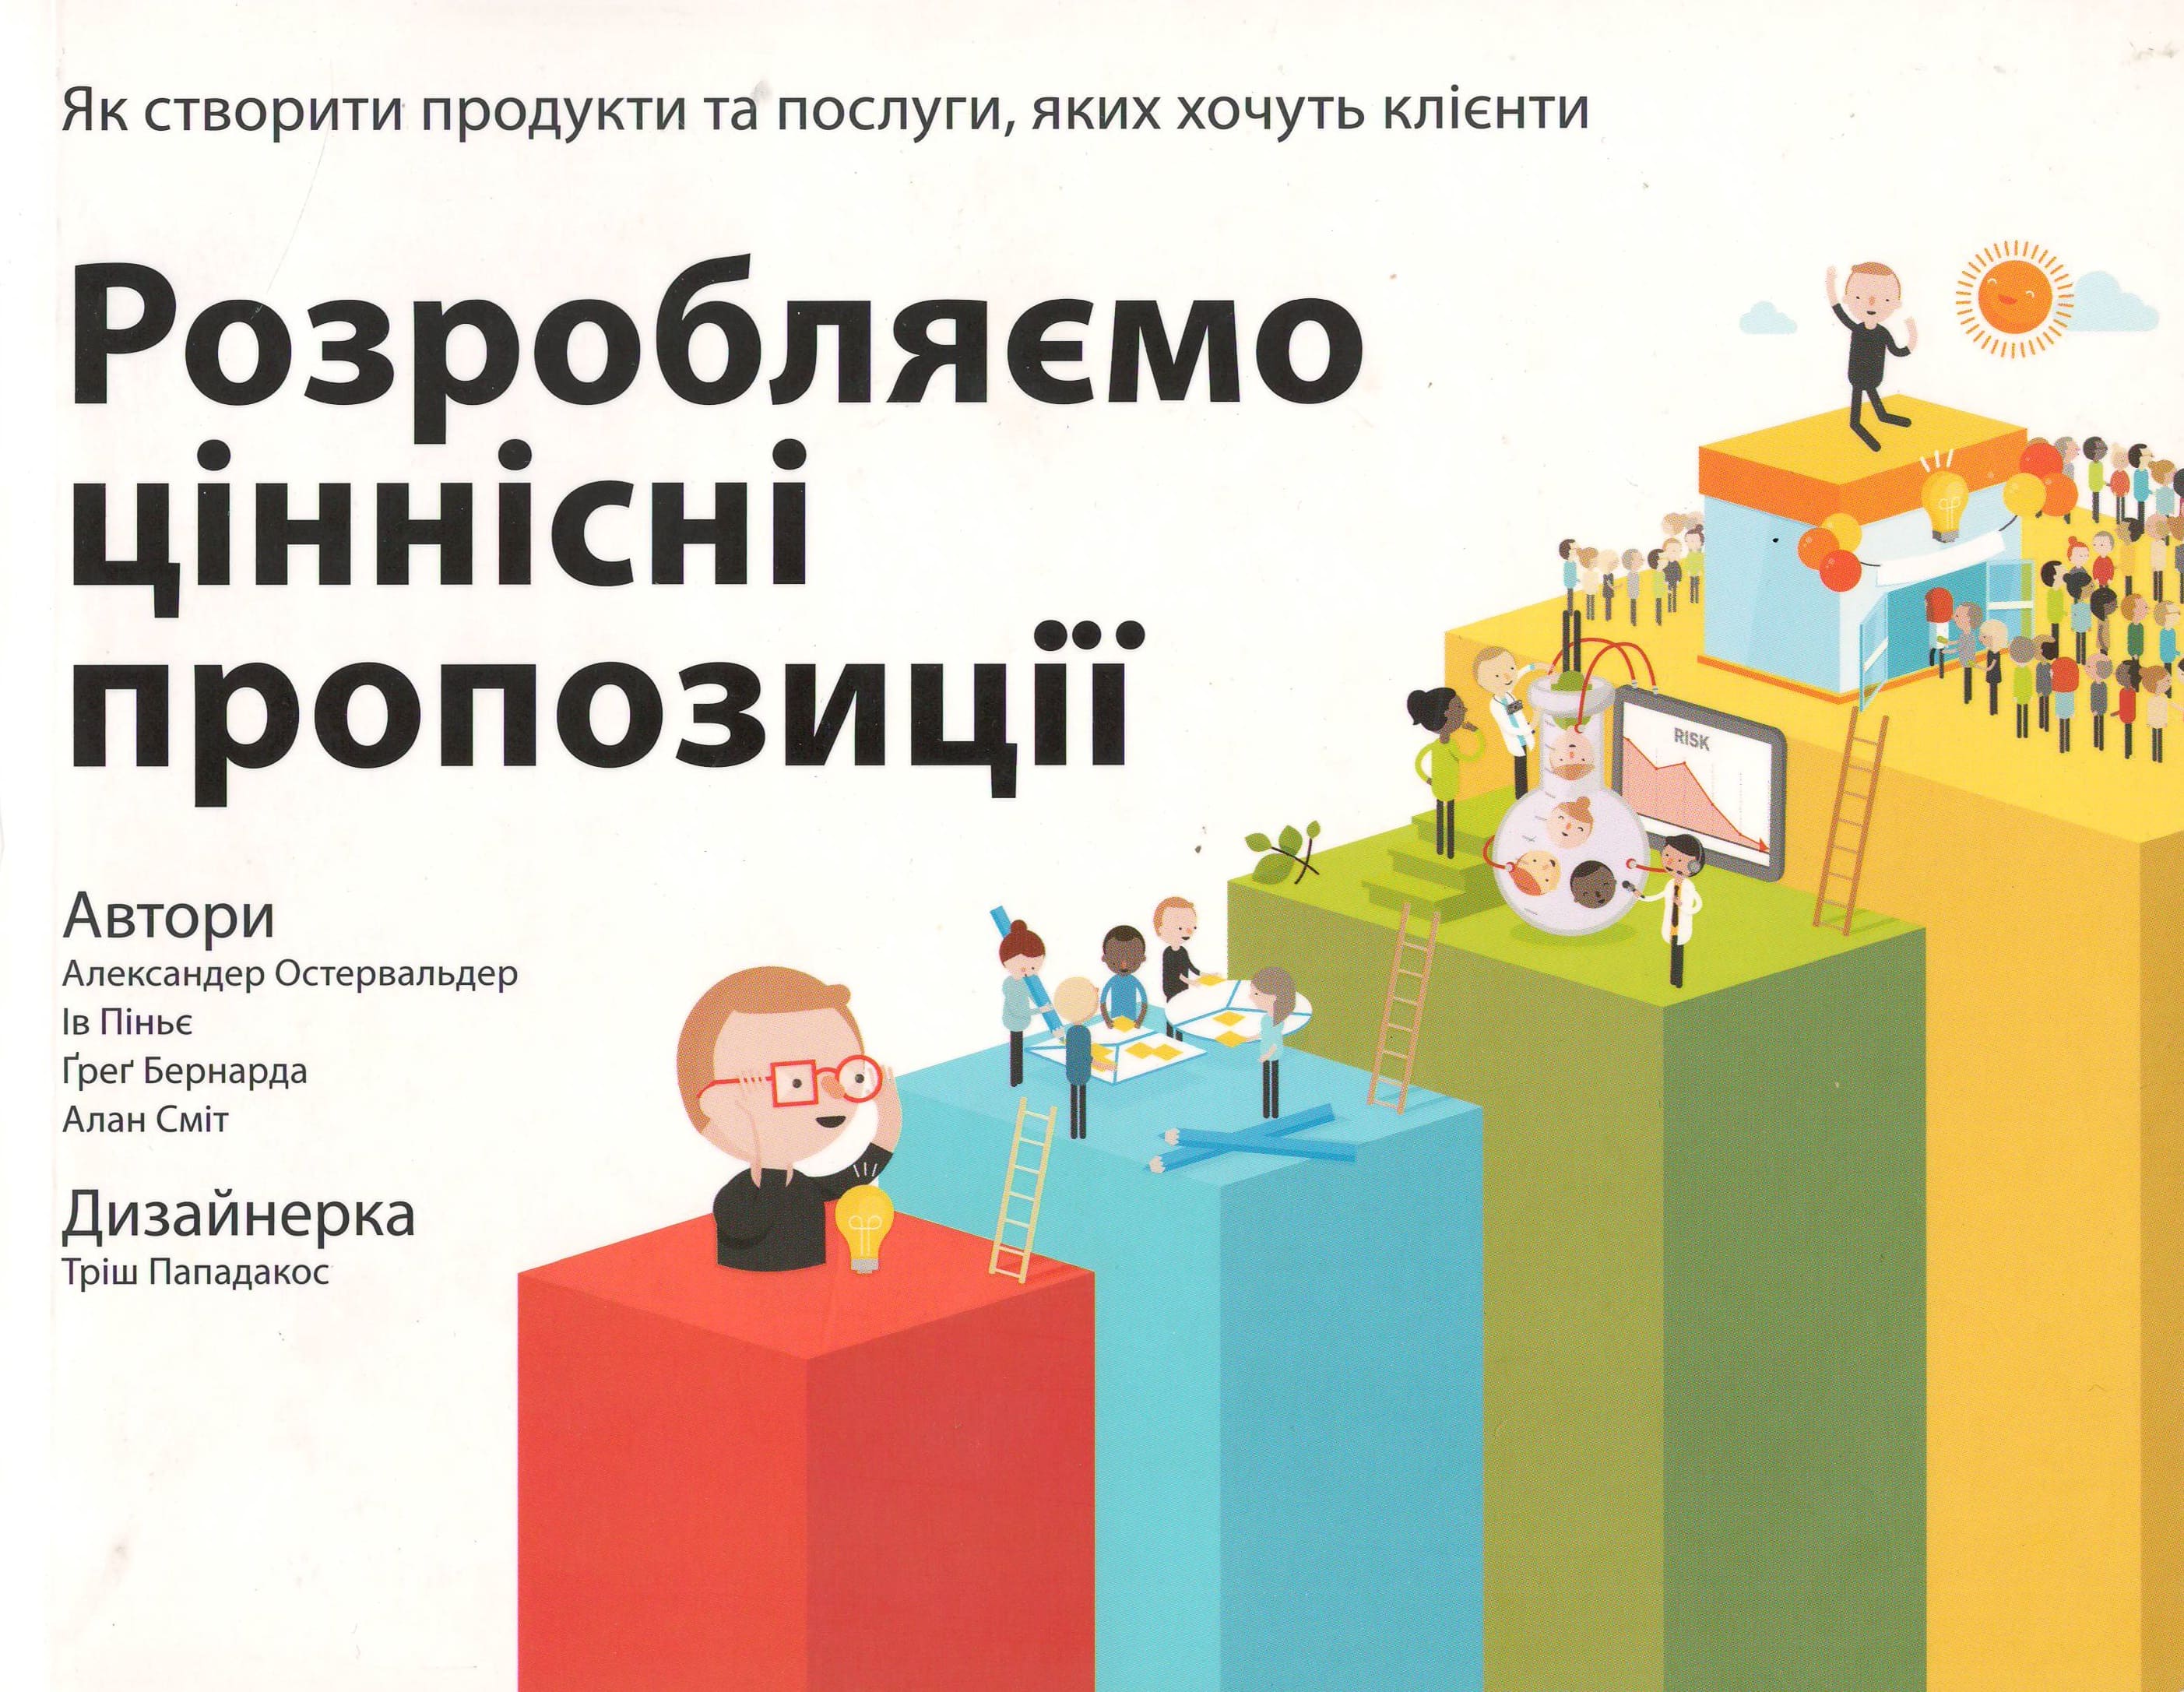 Як створити продукти та послуги, яких хочуть клієнти
Розробляємо
ціннісні
пропозиції
RISK
Автори
Александер Остервальдер
Ів Піньє
Ґреґ Бернарда
Алан Сміт
Дизайнерка
Тріш Пападакос